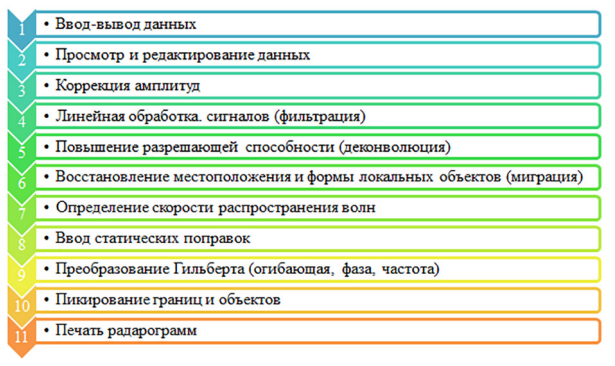 1 • Ввод-вывод данных
2 • Просмотр и редактирование данных
3 • Коррекция амплитуд
4 • Линейная обработка. сигналов (фильтрация)
5 • Повышение разрешающей способности (деконволюция)
6 • Восстановление местоположения и формы локальных объектов (миграция)
7 • Определение скорости распространения волн
8 • Ввод статических поправок
9 • Преобразование Гильберта (огибающая, фаза, частота)
10 • Пикирование границ и объектов
11 • Печать радарограмм